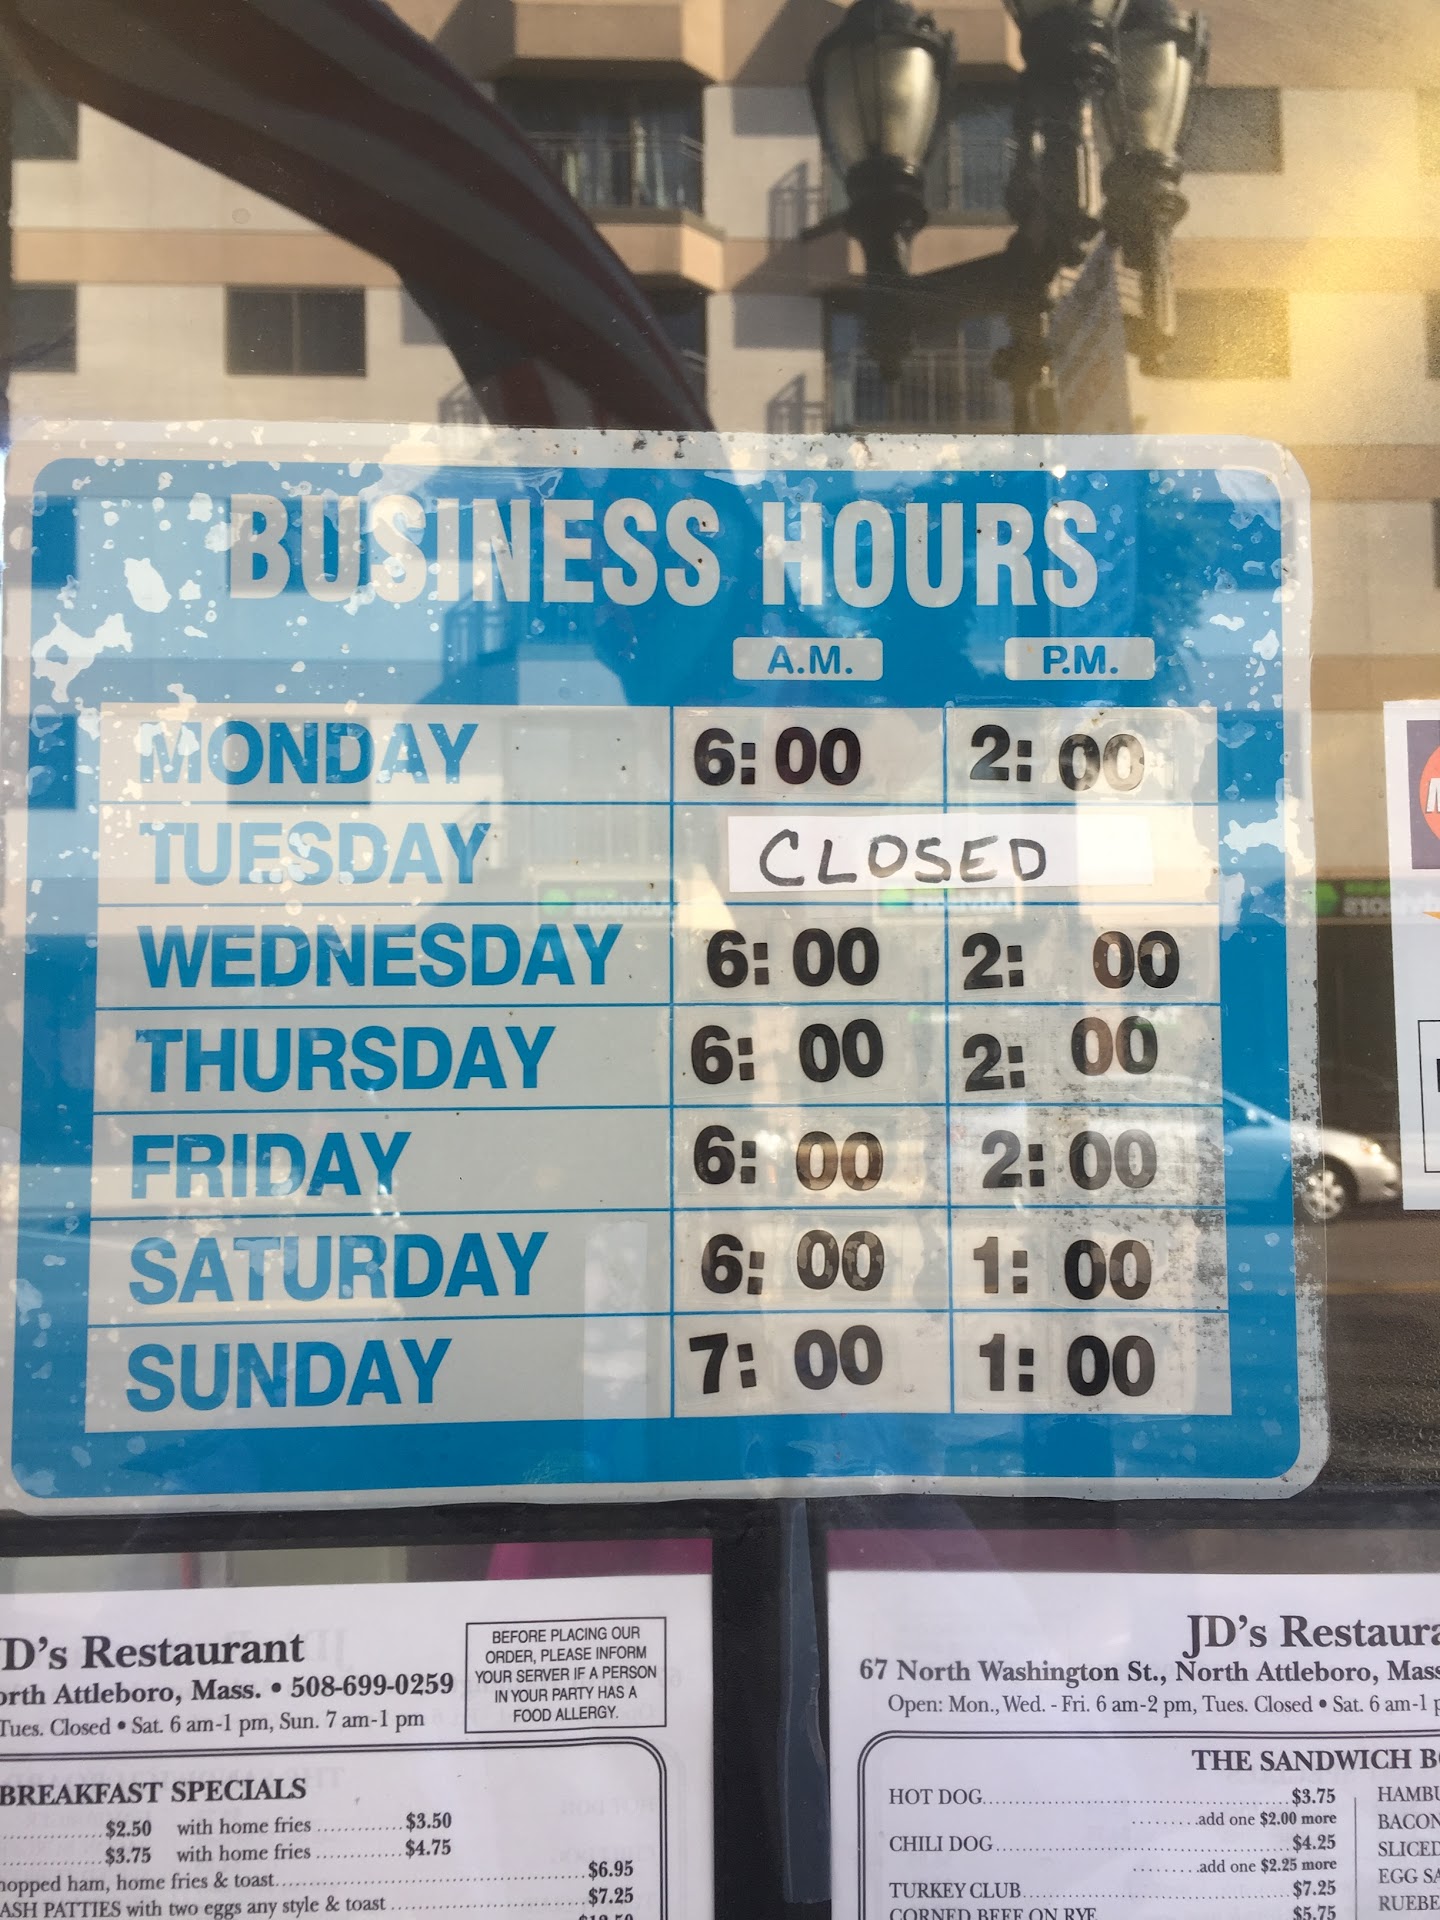 BUSINESS HOURS
A.M. P.M.
MONDAY 6:00 2:00
TUESDAY CLOSED
WEDNESDAY 6:00 2:00
THURSDAY 6:00 2:00
FRIDAY 6:00 2:00
SATURDAY 6:00 1:00
SUNDAY 7:00 1:00
D's Restaurant
orth Attleboro, Mass. • 508-699-0259
Tues. Closed • Sat. 6 am-1 pm, Sun. 7 am-1 pm
BEFORE PLACING OUR
ORDER, PLEASE INFORM
YOUR SERVER IF A PERSON
IN YOUR PARTY HAS A
FOOD ALLERGY.
BREAKFAST SPECIALS
$2.50 with home fries $3.50
$3.75 with home fries $4.75
hopped ham, home fries & toast $6.95
ASH PATTIES with two eggs any style & toast $7.25
JD's Restaura
67 North Washington St., North Attleboro, Mass
Open: Mon., Wed. - Fri. 6 am-2 pm, Tues. Closed • Sat. 6 am-1 p
THE SANDWICH B
HOT DOG $3.75
add one $2.00 more
CHILI DOG $4.25
add one $2.25 more
TURKEY CLUB $7.25
CORNED BEEF ON RYE $5.75
HAMBU
BACON
SLICED
EGG SA
RUEBE